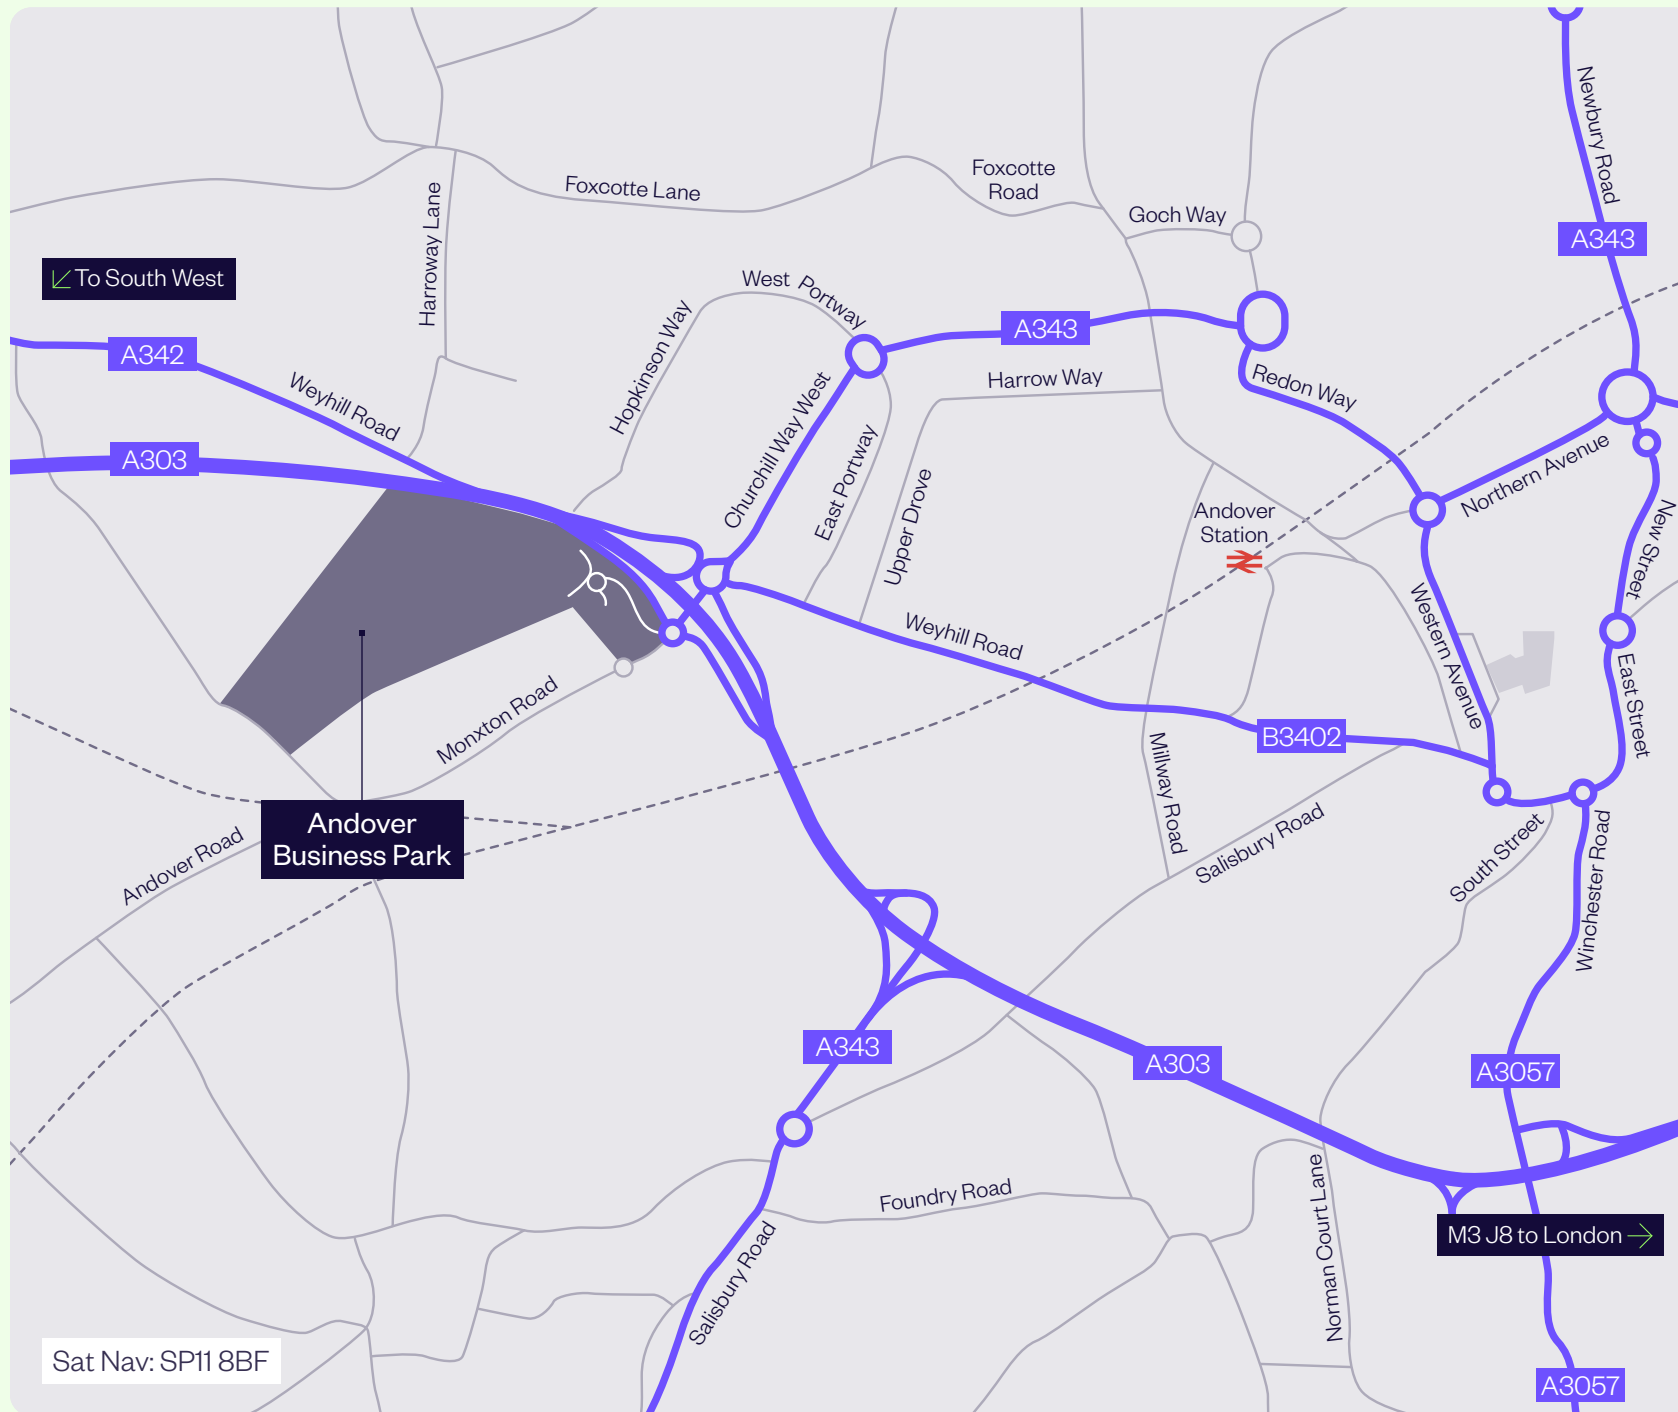 Newbury Road
Foxcotte
Road
Foxcotte Lane
Harroway Lane
Goch Way
A343
To South West
West Portway
Hopkinson Way
A343
A342
Weyhill Road
Churchill Way West
Harrow Way
Redon Way
A303
East Portway
Upper Drove
Northern Avenue
New Street
Andover
Station
Western Avenue
Weyhill Road
East Street
Monxton Road
B3402
Millway Road
Andover
Business Park
Andover Road
Salisbury Road
South Street
Winchester Road
A343
A303
A3057
Foundry Road
Norman Court Lane
Salisbury Road
M3 J8 to London
Sat Nav: SP11 8BF
A3057